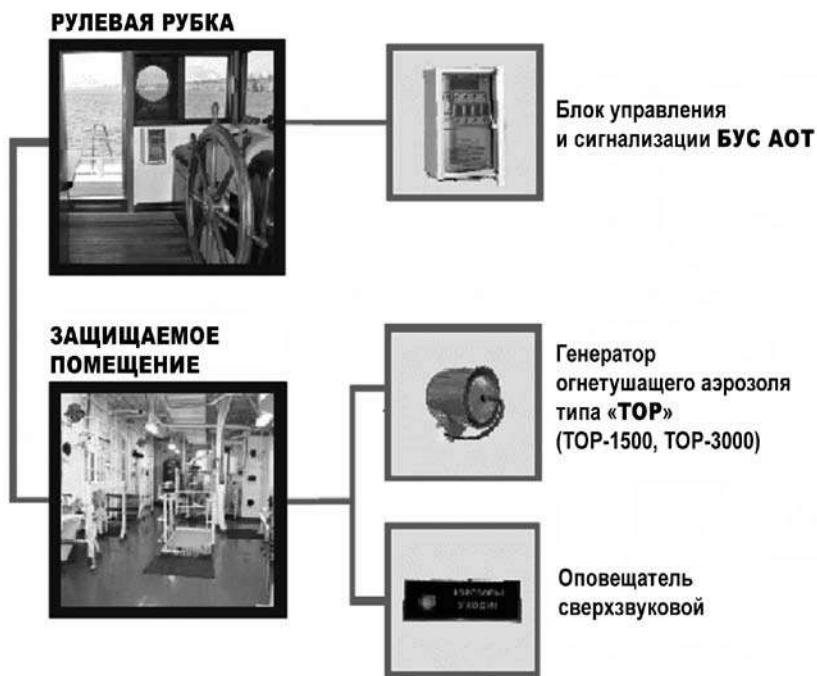 РУЛЕВАЯ РУБКА
Блок управления
и сигнализации БУС АОТ
ЗАЩИЩАЕМОЕ
ПОМЕЩЕНИЕ
Генератор
огнетушащего аэрозоля
типа «ТОР»
(ТОР-1500, ТОР-3000)
Оповещатель
сверхзвуковой
УХОДИ!